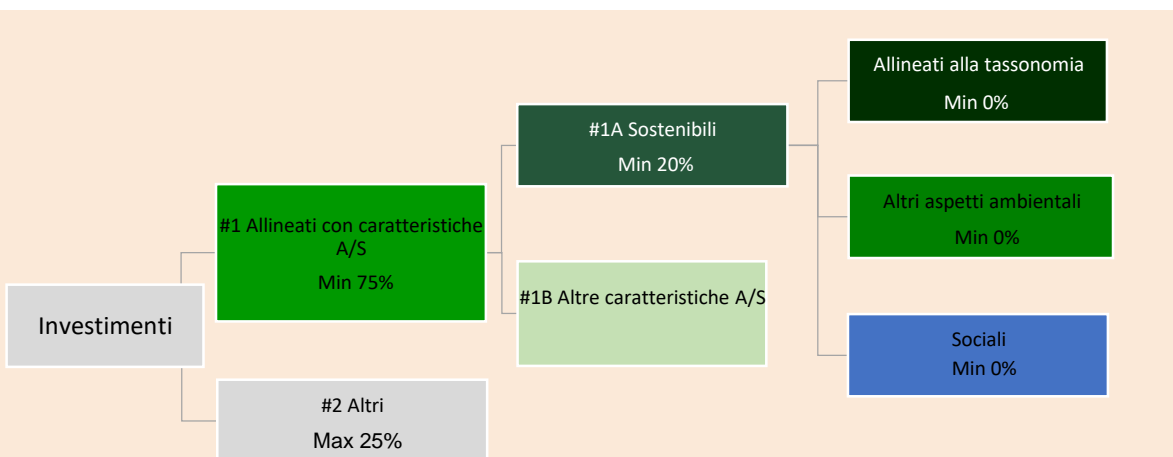 Investimenti
#1 Allineati con caratteristiche
A/S
Min 75%
#2 Altri
Max 25%
#1A Sostenibili
Min 20%
#1B Altre caratteristiche A/S
Allineati alla tassonomia
Min 0%
Altri aspetti ambientali
Min 0%
Sociali
Min 0%